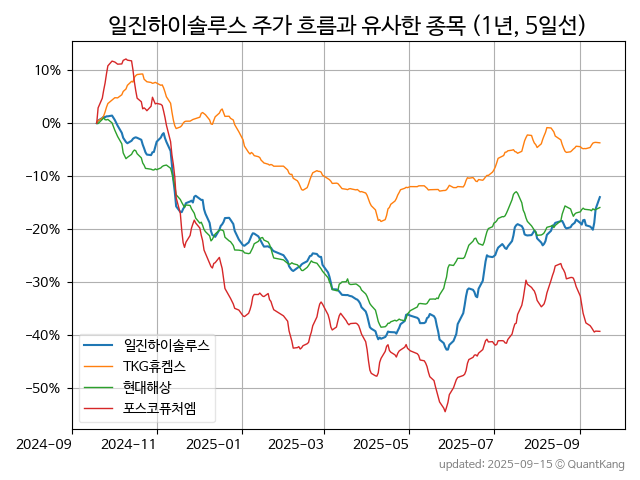 일진하이솔루스 주가 흐름과 유사한 종목 (1년, 5일선)
10%
0%
−10%
−20%
−30%
−40%
−50%
일진하이솔루스
TKG휴켐스
현대해상
포스코퓨처엠
2024-09
2024-11
2025-01
2025-03
2025-05
2025-07
2025-09
updated: 2025-09-15 © QuantKang